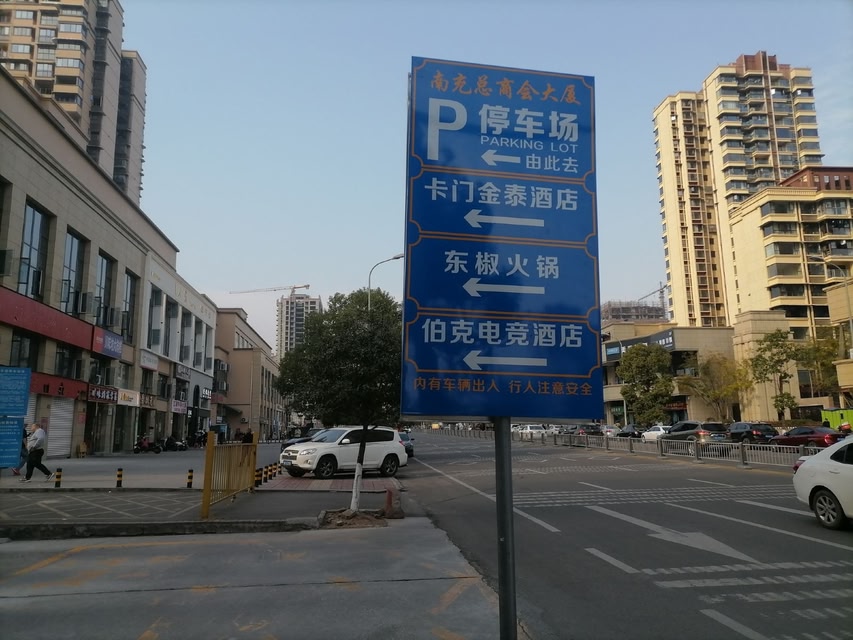 南充总商会大厦
P 停车场
PARKING LOT
由此去
卡门金泰酒店
东椒火锅
伯克电竞酒店
内有车辆出入 行人注意安全